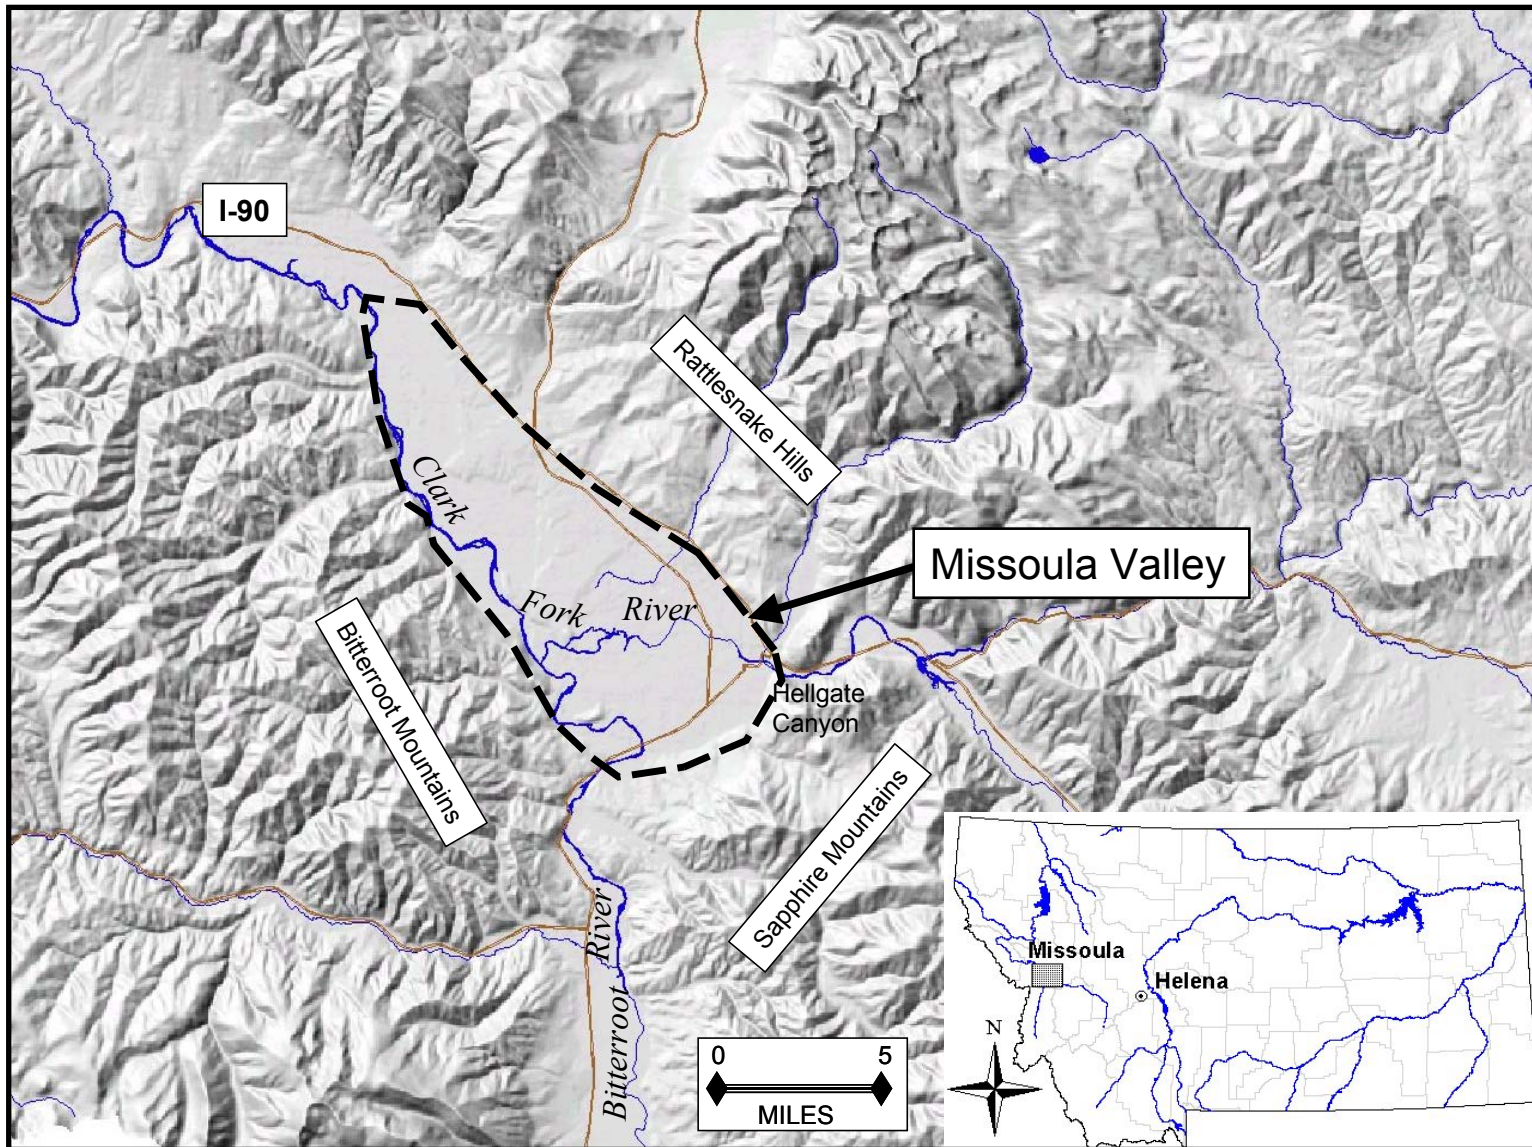 I-90
Rattlesnake Hills
Clark
Fork
River
Missoula Valley
Bitterroot Mountains
Hellgate
Canyon
Sapphire Mountains
Bitterroot River
Missoula
Helena
N
0 5
MILES